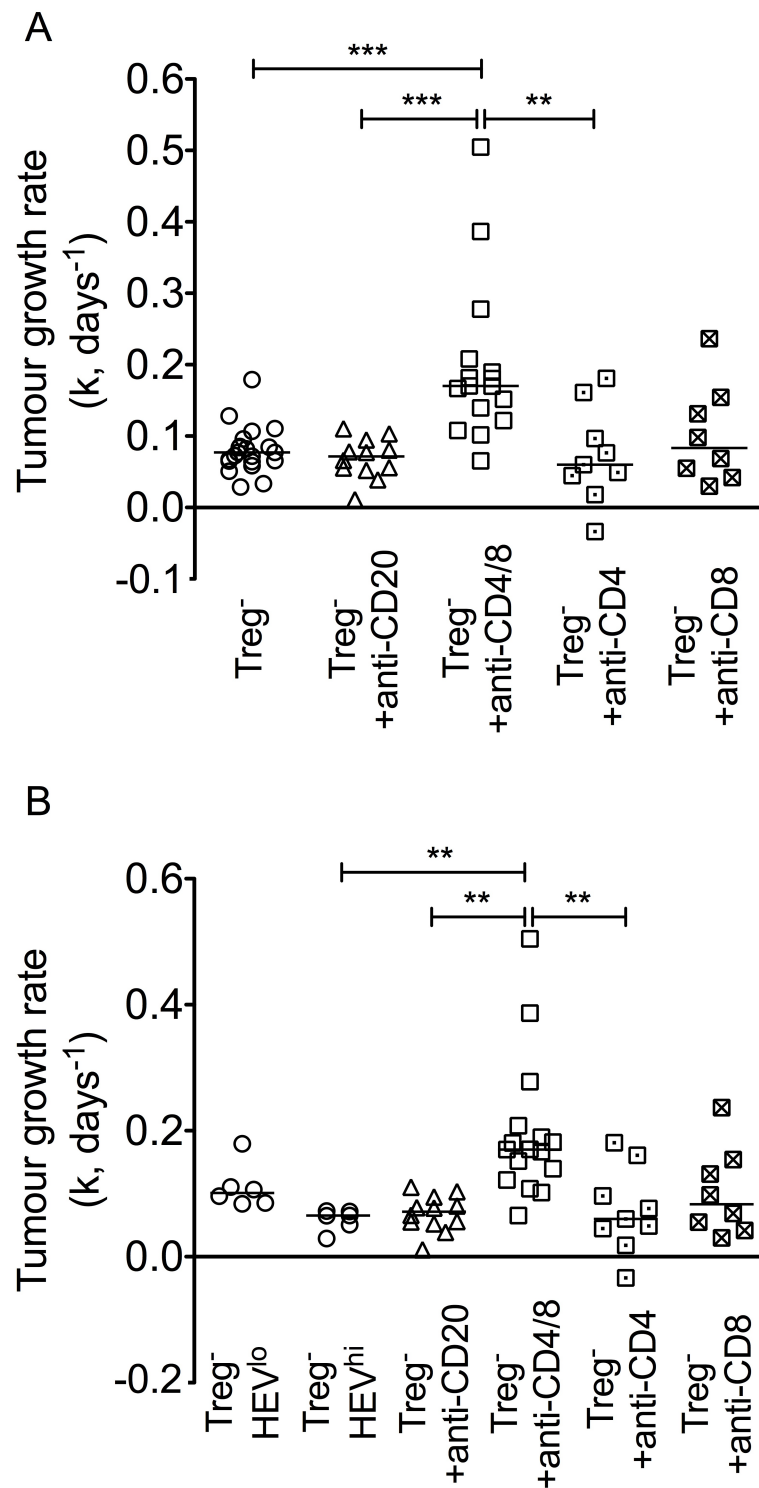 A
***
0.6
*** **
0.5
0.4
0.3
0.2
0.1
0.0
-0.1
Tumour growth rate
(k, days⁻¹)
Treg⁻
Treg⁻
+anti-CD20
Treg⁻
+anti-CD4/8
Treg⁻
+anti-CD4
Treg⁻
+anti-CD8
B
**
0.6
** **
0.4
0.2
0.0
-0.2
Tumour growth rate
(k, days⁻¹)
Treg⁻
HEVˡᵒ
Treg⁻
HEVʰⁱ
Treg⁻
+anti-CD20
Treg⁻
+anti-CD4/8
Treg⁻
+anti-CD4
Treg⁻
+anti-CD8